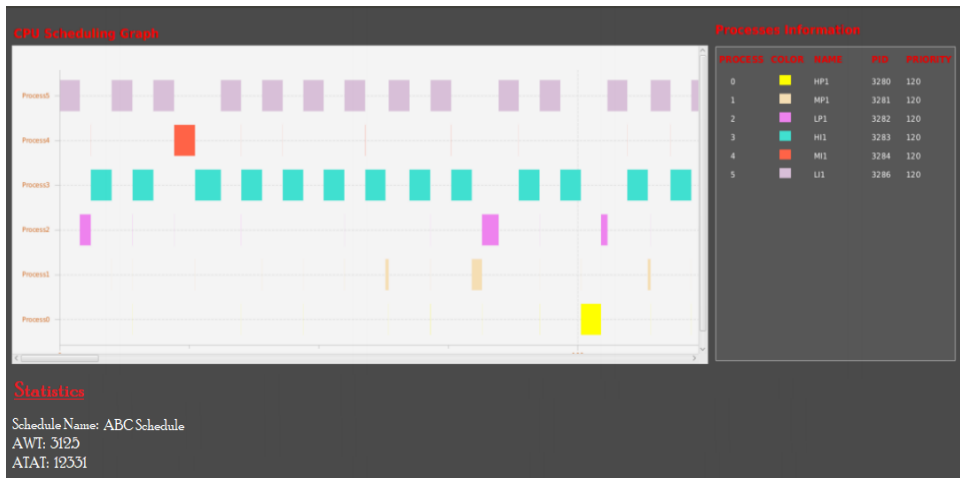 CPU Scheduling Graph
Process5
Process4
Process3
Process2
Process1
Process0
Processes Information
PROCESS COLOR NAME PID PRIORITY
0 HP1 3280 120
1 MP1 3281 120
2 LP1 3282 120
3 HI1 3283 120
4 MI1 3284 120
5 LI1 3286 120
Statistics
Schedule Name: ABC Schedule
AWT: 3125
ATAT: 12331